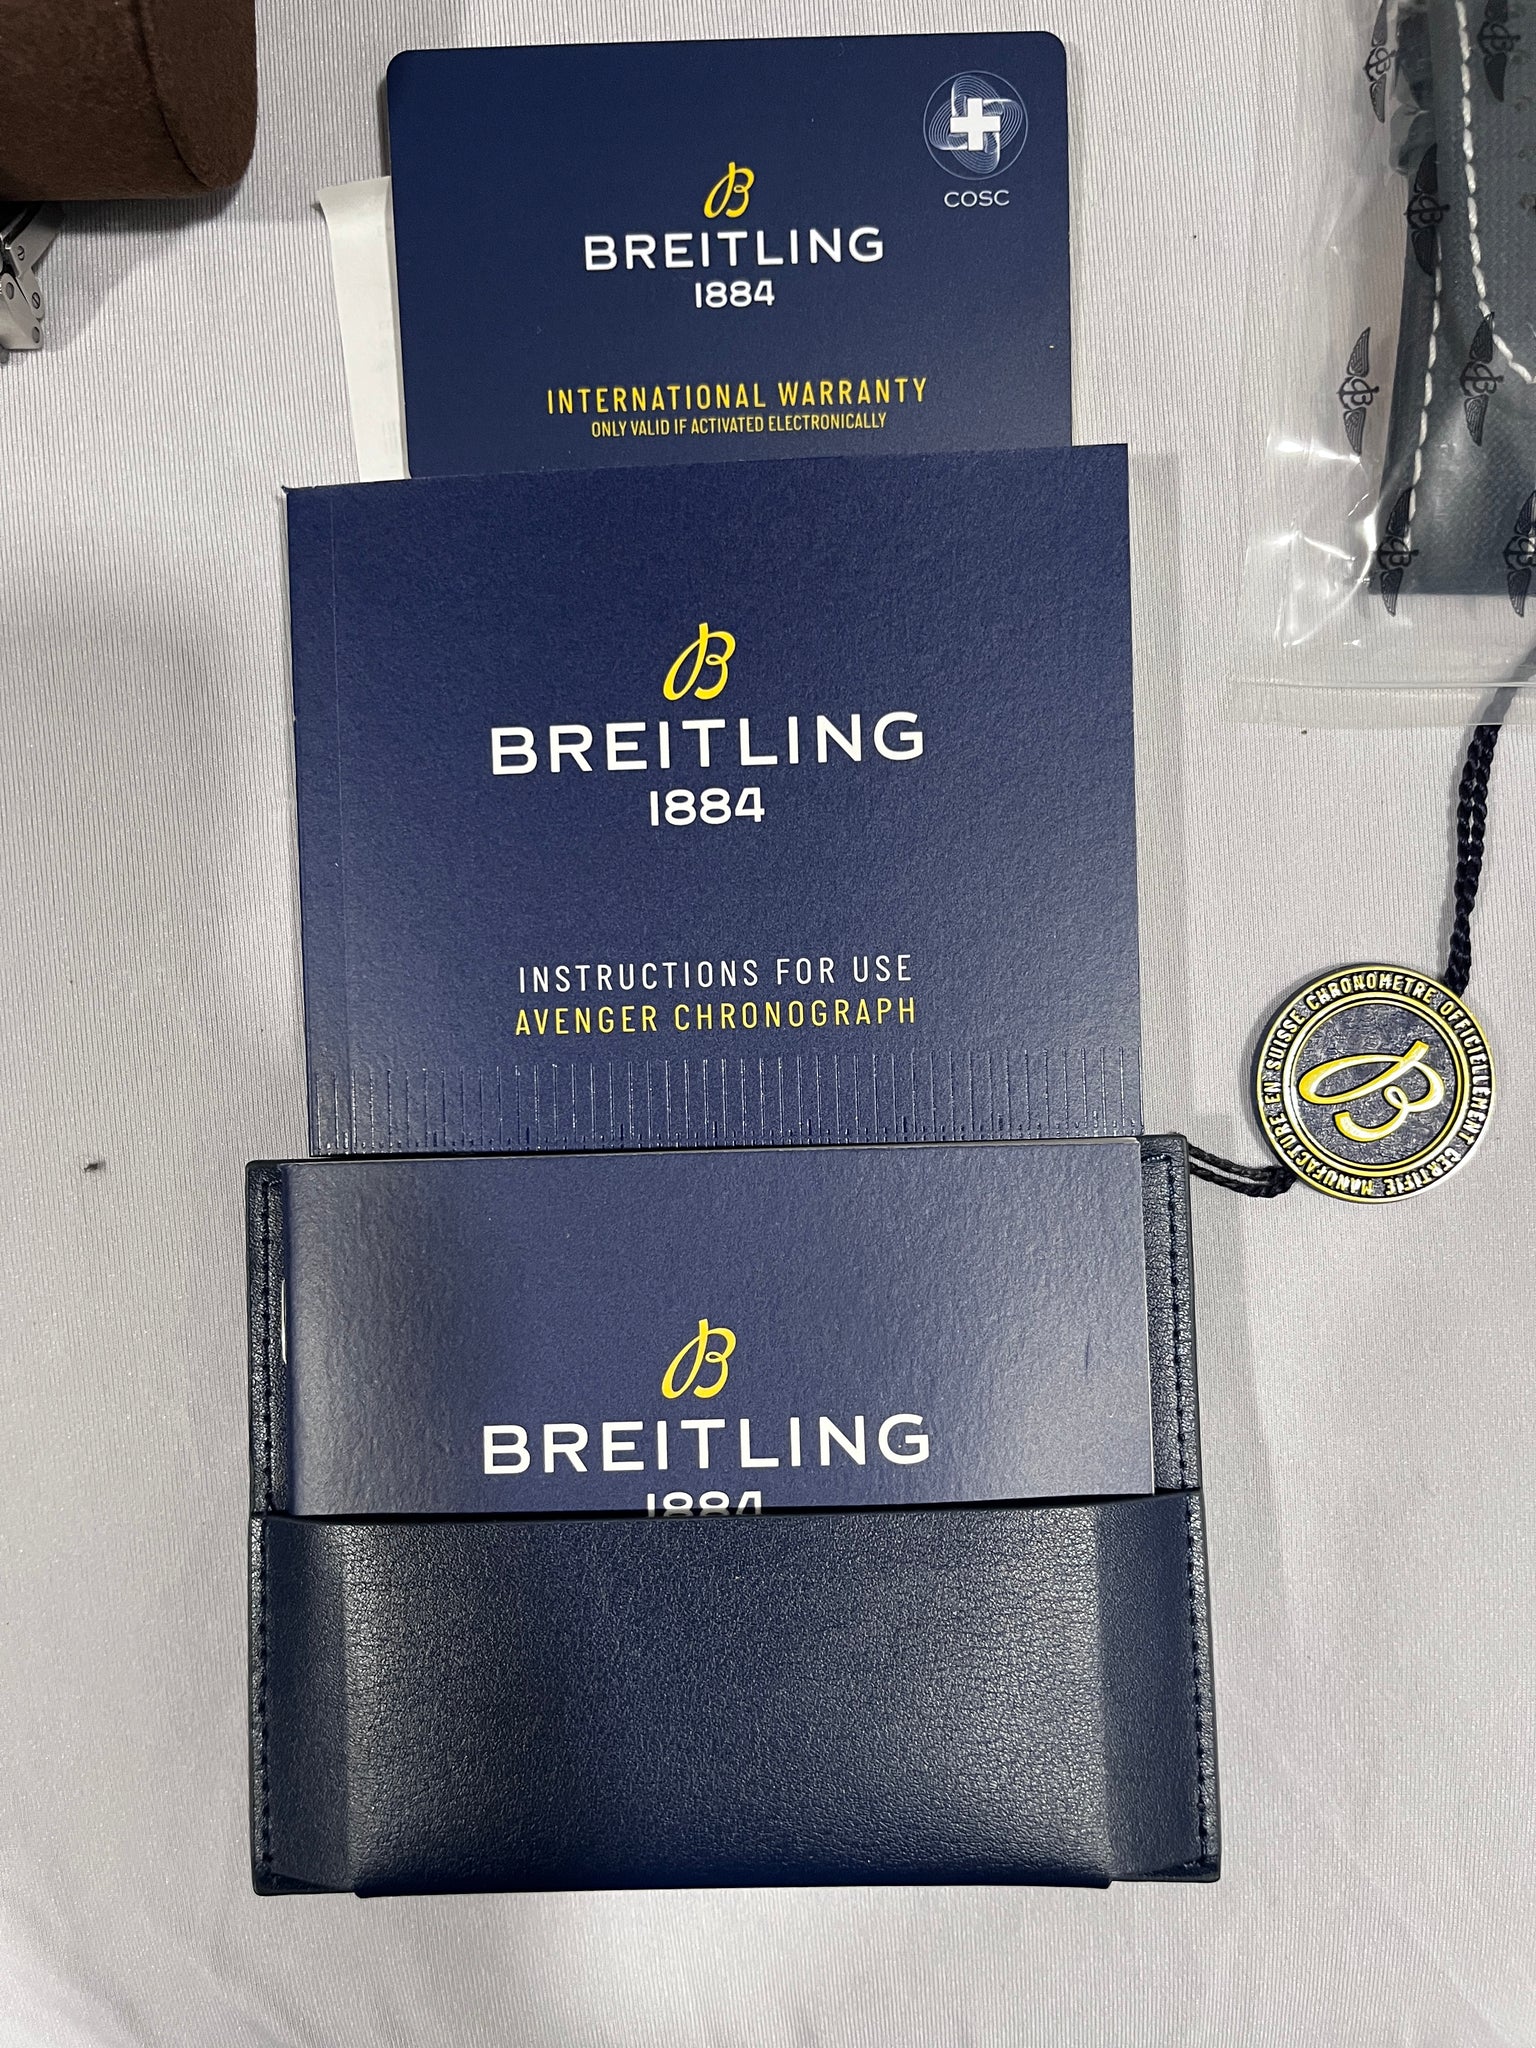 COSC
B
BREITLING
1884
INTERNATIONAL WARRANTY
ONLY VALID IF ACTIVATED ELECTRONICALLY
B
BREITLING
1884
INSTRUCTIONS FOR USE
AVENGER CHRONOGRAPH
MANUFACTURE EN SUISSE CHRONOMETRE OFFICIELLEMENT CERTIFIE
B
B
BREITLING
1884